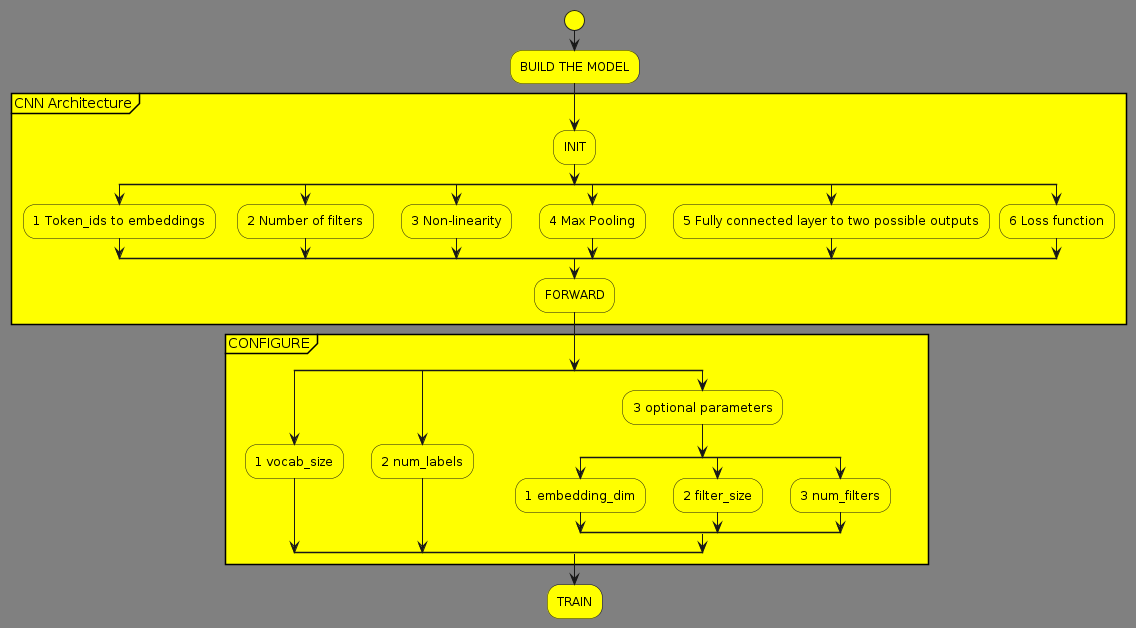 BUILD THE MODEL
CNN Architecture
INIT
1 Token_ids to embeddings
2 Number of filters
3 Non-linearity
4 Max Pooling
5 Fully connected layer to two possible outputs
6 Loss function
FORWARD
CONFIGURE
3 optional parameters
1 vocab_size
2 num_labels
1 embedding_dim
2 filter_size
3 num_filters
TRAIN